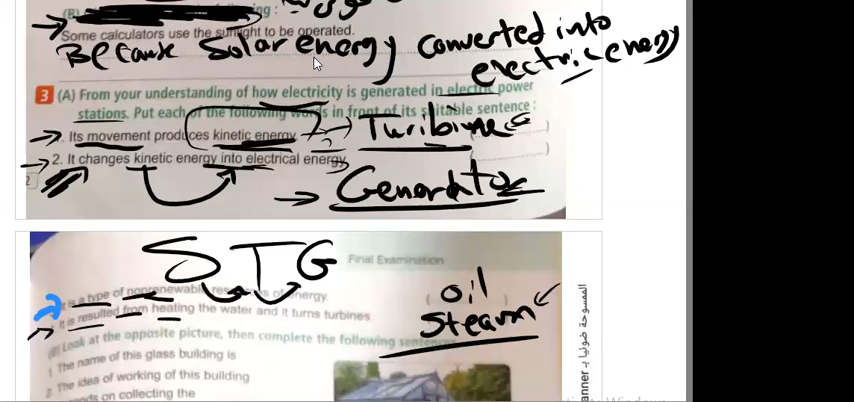 Some calculators use the sunlight to be operated.
Because Solar energy converted into
electric energy
3 (A) From your understanding of how electricity is generated in electric power
stations. Put each of the following words in front of its suitable sentence:
1. Its movement produces kinetic energy. → Turibine
2. It changes kinetic energy into electrical energy.
→ Generator
STG
Final Examination
It is a type of nonrenewable resources of energy. ( oil )
It is resulted from heating the water and it turns turbines. Steam
(B) Look at the opposite picture, then complete the following sentences:
1 The name of this glass building is
2 The idea of working of this building
depends on collecting the
الممسوحة ضوئيا بـ